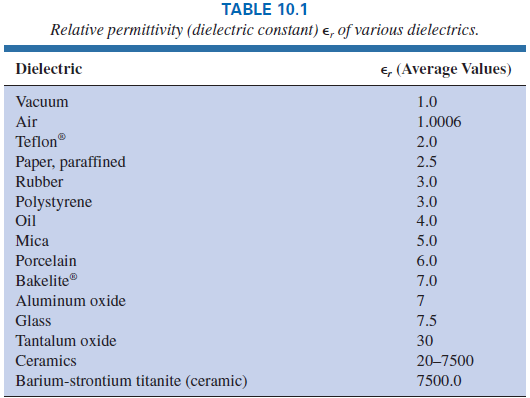 TABLE 10.1
Relative permittivity (dielectric constant) ϵr of various dielectrics.
Dielectric ϵr (Average Values)
Vacuum 1.0
Air 1.0006
Teflon® 2.0
Paper, paraffined 2.5
Rubber 3.0
Polystyrene 3.0
Oil 4.0
Mica 5.0
Porcelain 6.0
Bakelite® 7.0
Aluminum oxide 7
Glass 7.5
Tantalum oxide 30
Ceramics 20–7500
Barium-strontium titanite (ceramic) 7500.0